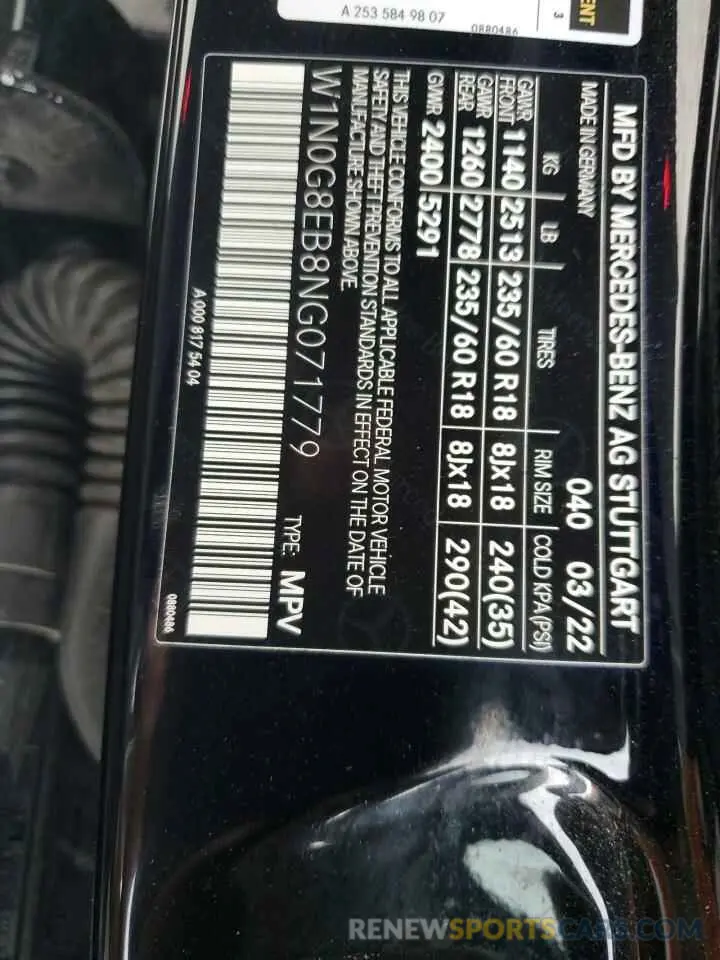 A 253 584 98 07
0880486
3
ENT
MFD BY MERCEDES-BENZ AG STUTTGART
MADE IN GERMANY 040 03/22
KG LB TIRES RIM SIZE COLD KPA(PSI)
GAWR FRONT 1140 2513 235/60 R18 8Jx18 240(35)
GAWR REAR 1260 2778 235/60 R18 8Jx18 290(42)
GVWR 2400 5291
THIS VEHICLE CONFORMS TO ALL APPLICABLE FEDERAL MOTOR VEHICLE
SAFETY AND THEFT PREVENTION STANDARDS IN EFFECT ON THE DATE OF
MANUFACTURE SHOWN ABOVE.
W1N0G8EB8NG071779 TYPE: MPV
A 000 817 54 04 0880486
RENEWSPORTSCARS.COM